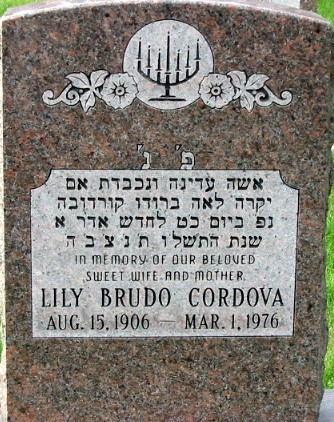 פ' נ'
אשה עדינה ונכבדת אם
יקרה לאה ברודו קורדובה
נפ' ביום כט לחדש אדר א
שנת התשל"ו ת נ צ ב ה
IN MEMORY OF OUR BELOVED
SWEET WIFE AND MOTHER
LILY BRUDO CORDOVA
AUG. 15, 1906 — MAR. 1, 1976